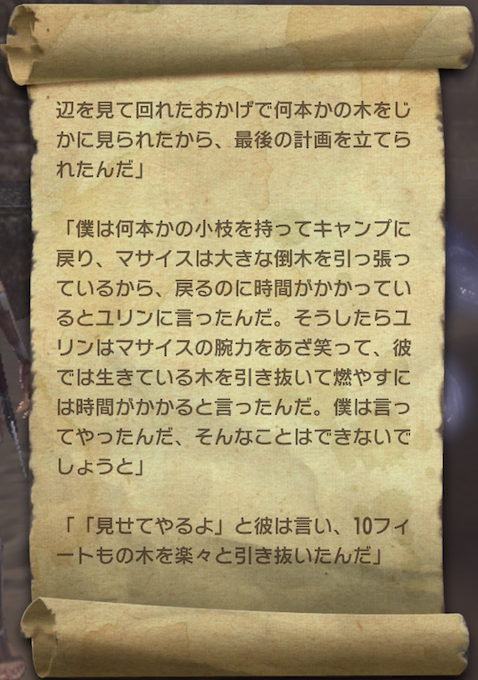 辺を見て回れたおかげで何本かの木をじ
かに見られたから、最後の計画を立てら
れたんだ」
「僕は何本かの小枝を持ってキャンプに
戻り、マサイスは大きな倒木を引っ張っ
ているから、戻るのに時間がかかってい
るとユリンに言ったんだ。そうしたらユ
リンはマサイスの腕力をあざ笑って、彼
では生きている木を引き抜いて燃やすに
は時間がかかると言ったんだ。僕は言っ
てやったんだ、そんなことはできないで
しょうと」
「「見せてやるよ」と彼は言い、10フィ
ートもの木を楽々と引き抜いたんだ」